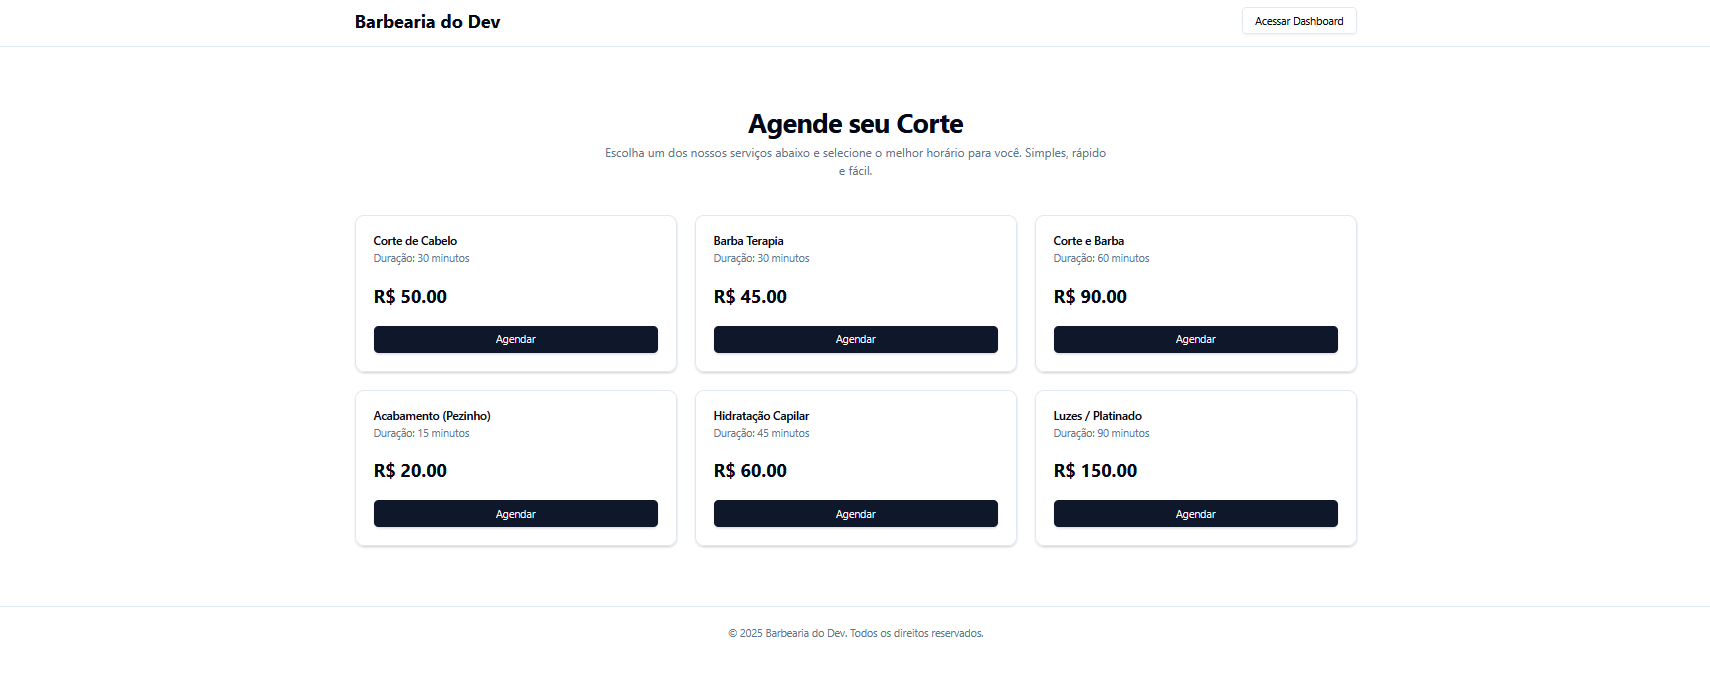 Barbearia do Dev
Acessar Dashboard
Agende seu Corte
Escolha um dos nossos serviços abaixo e selecione o melhor horário para você. Simples, rápido
e fácil.
Corte de Cabelo
Duração: 30 minutos
R$ 50.00
Agendar
Barba Terapia
Duração: 30 minutos
R$ 45.00
Agendar
Corte e Barba
Duração: 60 minutos
R$ 90.00
Agendar
Acabamento (Pezinho)
Duração: 15 minutos
R$ 20.00
Agendar
Hidratação Capilar
Duração: 45 minutos
R$ 60.00
Agendar
Luzes / Platinado
Duração: 90 minutos
R$ 150.00
Agendar
© 2025 Barbearia do Dev. Todos os direitos reservados.